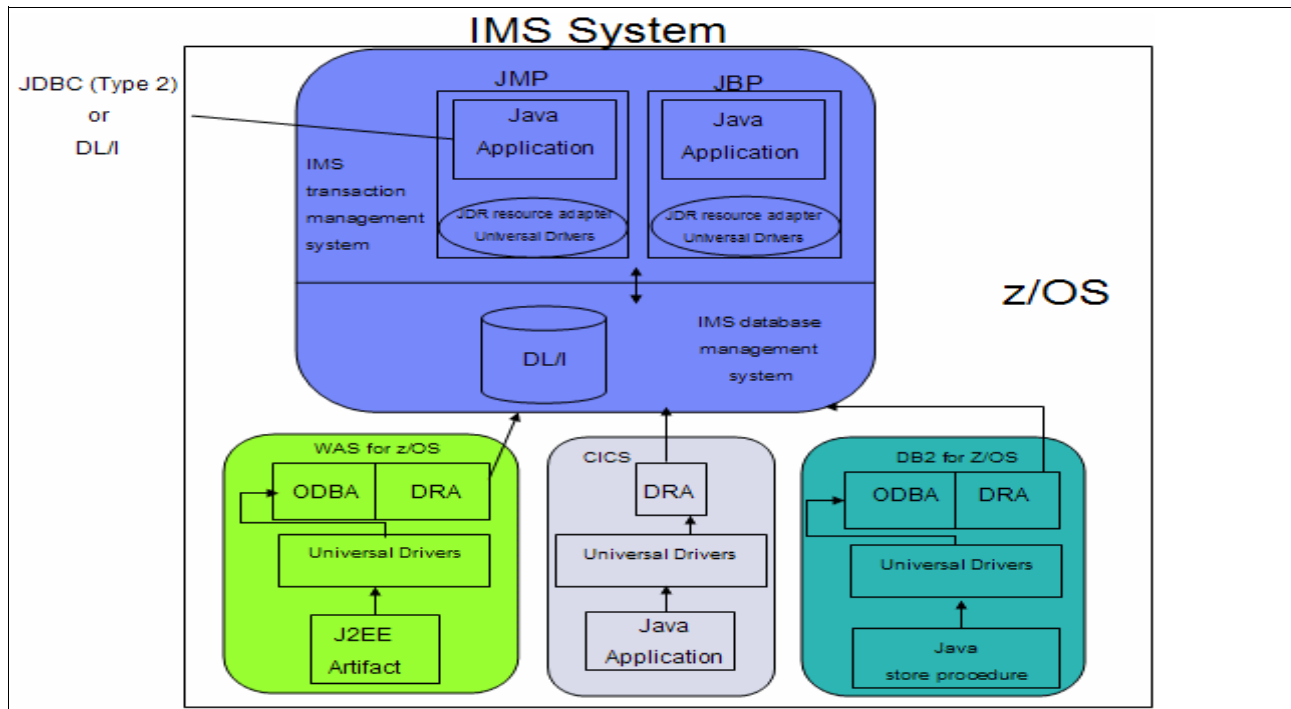 IMS System
JDBC (Type 2)
or
DL/I
JMP
Java
Application
JDR resource adapter
Universal Drivers
JBP
Java
Application
JDR resource adapter
Universal Drivers
IMS
transaction
management
system
z/OS
DL/I
IMS database
management
system
WAS for z/OS
ODBA
DRA
Universal Drivers
J2EE
Artifact
CICS
DRA
Universal Drivers
Java
Application
DB2 for Z/OS
ODBA
DRA
Universal Drivers
Java
store procedure